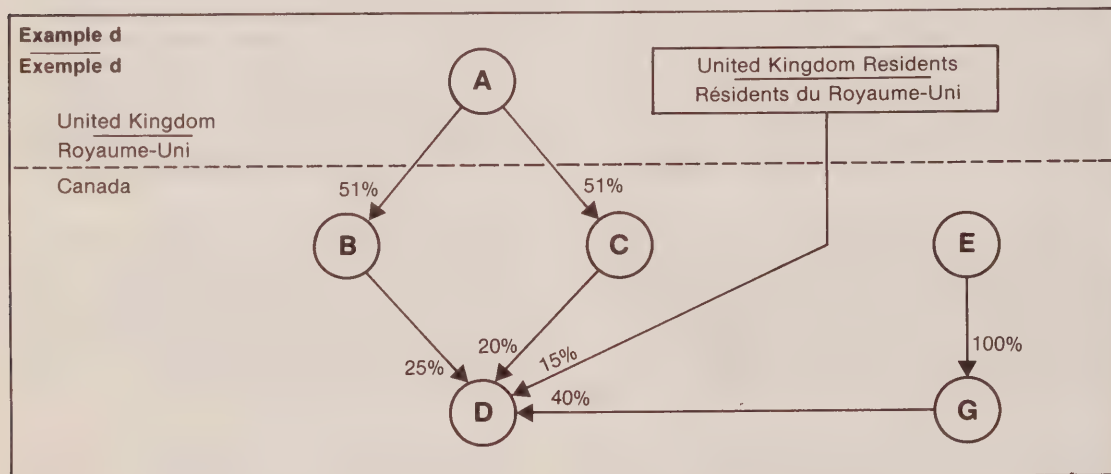 Example d
Exemple d
A
United Kingdom Residents
Résidents du Royaume-Uni
United Kingdom
Royaume-Uni
Canada
51%
51%
B
C
E
25%
20%
15%
100%
D
40%
G